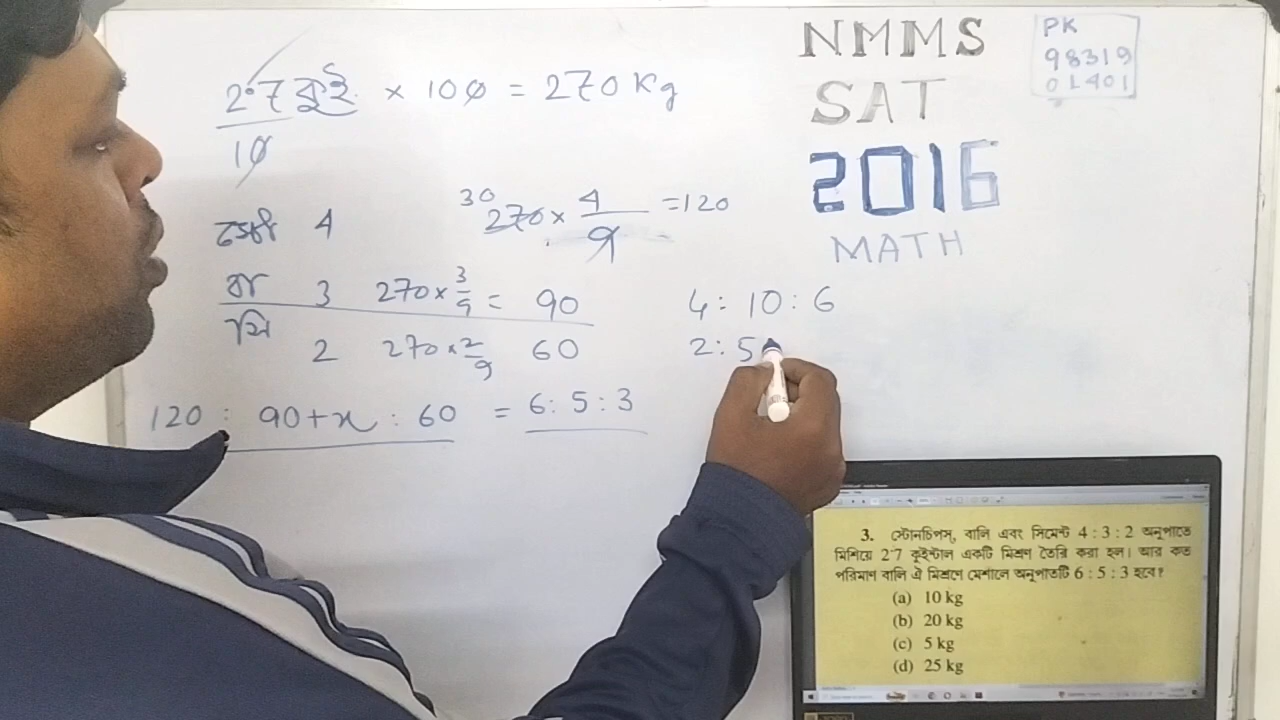 2·7 কুই × 100 = 270 Kg
10
4 270 × 4 = 120
30
9
বা 3 270 × 3/9 = 90
সি 2 270 × 2/9 60
120 : 90 + x : 60 = 6 : 5 : 3
4 : 10 : 6
2 : 5
NMMS
SAT
2016
MATH
PK
98319
01401
3. স্টোনচিপস্, বালি এবং সিমেন্ট 4 : 3 : 2 অনুপাতে
মিশিয়ে 2·7 কুইন্টাল একটি মিশ্রণ তৈরি করা হল। আর কত
পরিমাণ বালি ঐ মিশ্রণে মেশালে অনুপাতটি 6 : 5 : 3 হবে?
(a) 10 kg
(b) 20 kg
(c) 5 kg
(d) 25 kg